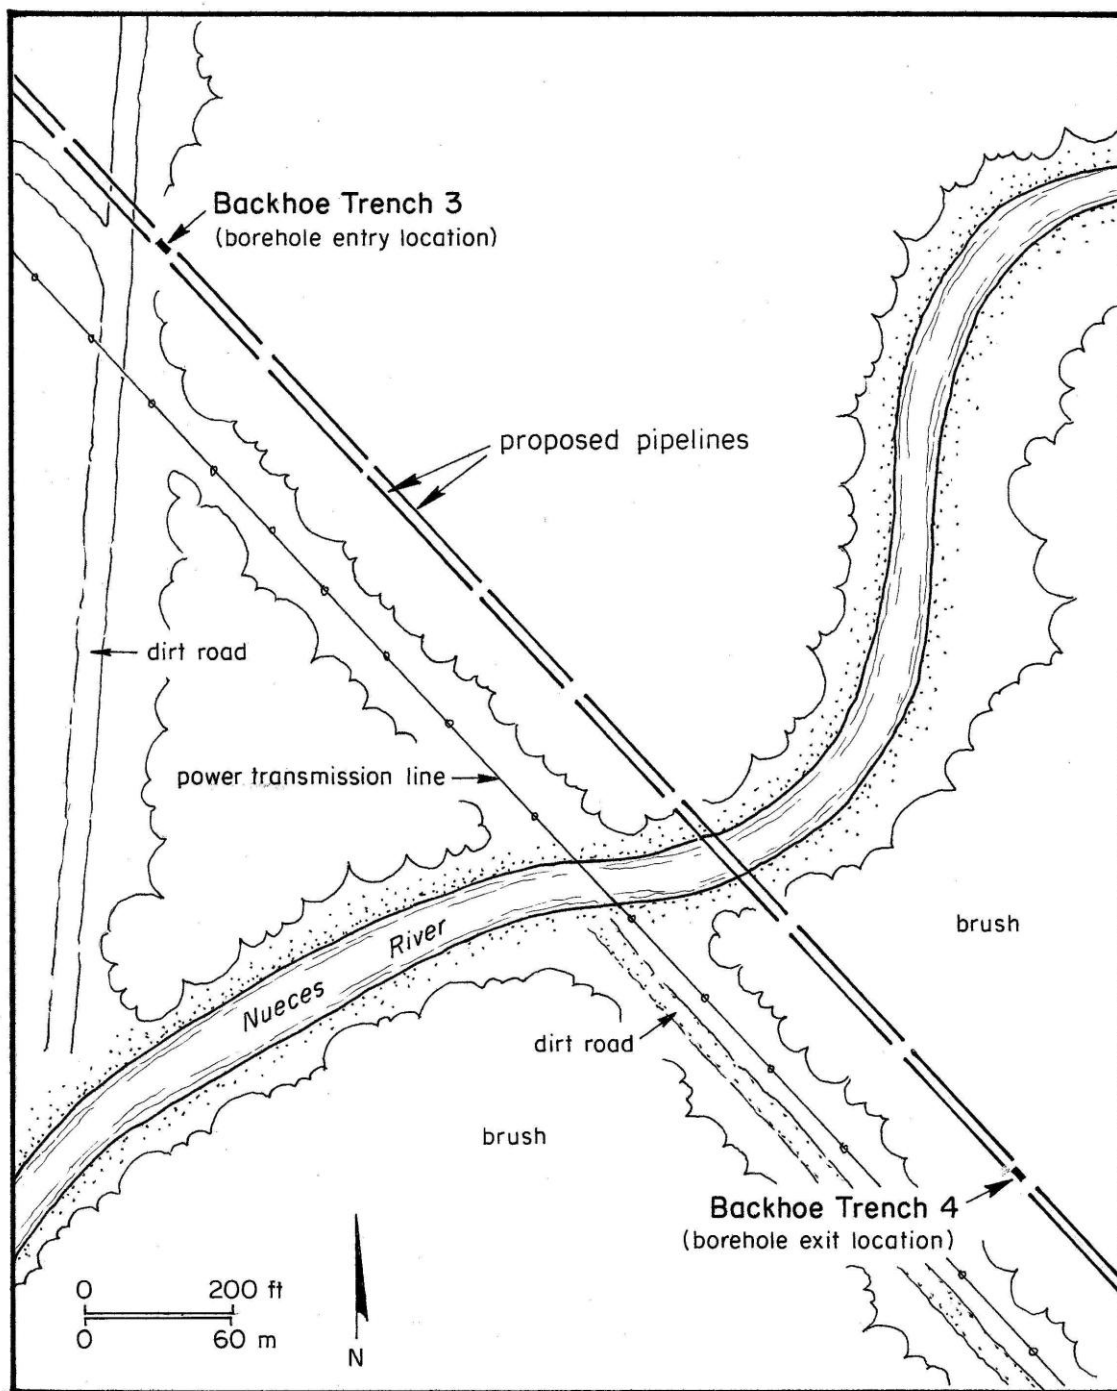 Backhoe Trench 3
(borehole entry location)
proposed pipelines
dirt road
power transmission line
Nueces River
brush
dirt road
brush
Backhoe Trench 4
(borehole exit location)
0 200 ft
0 60 m
N